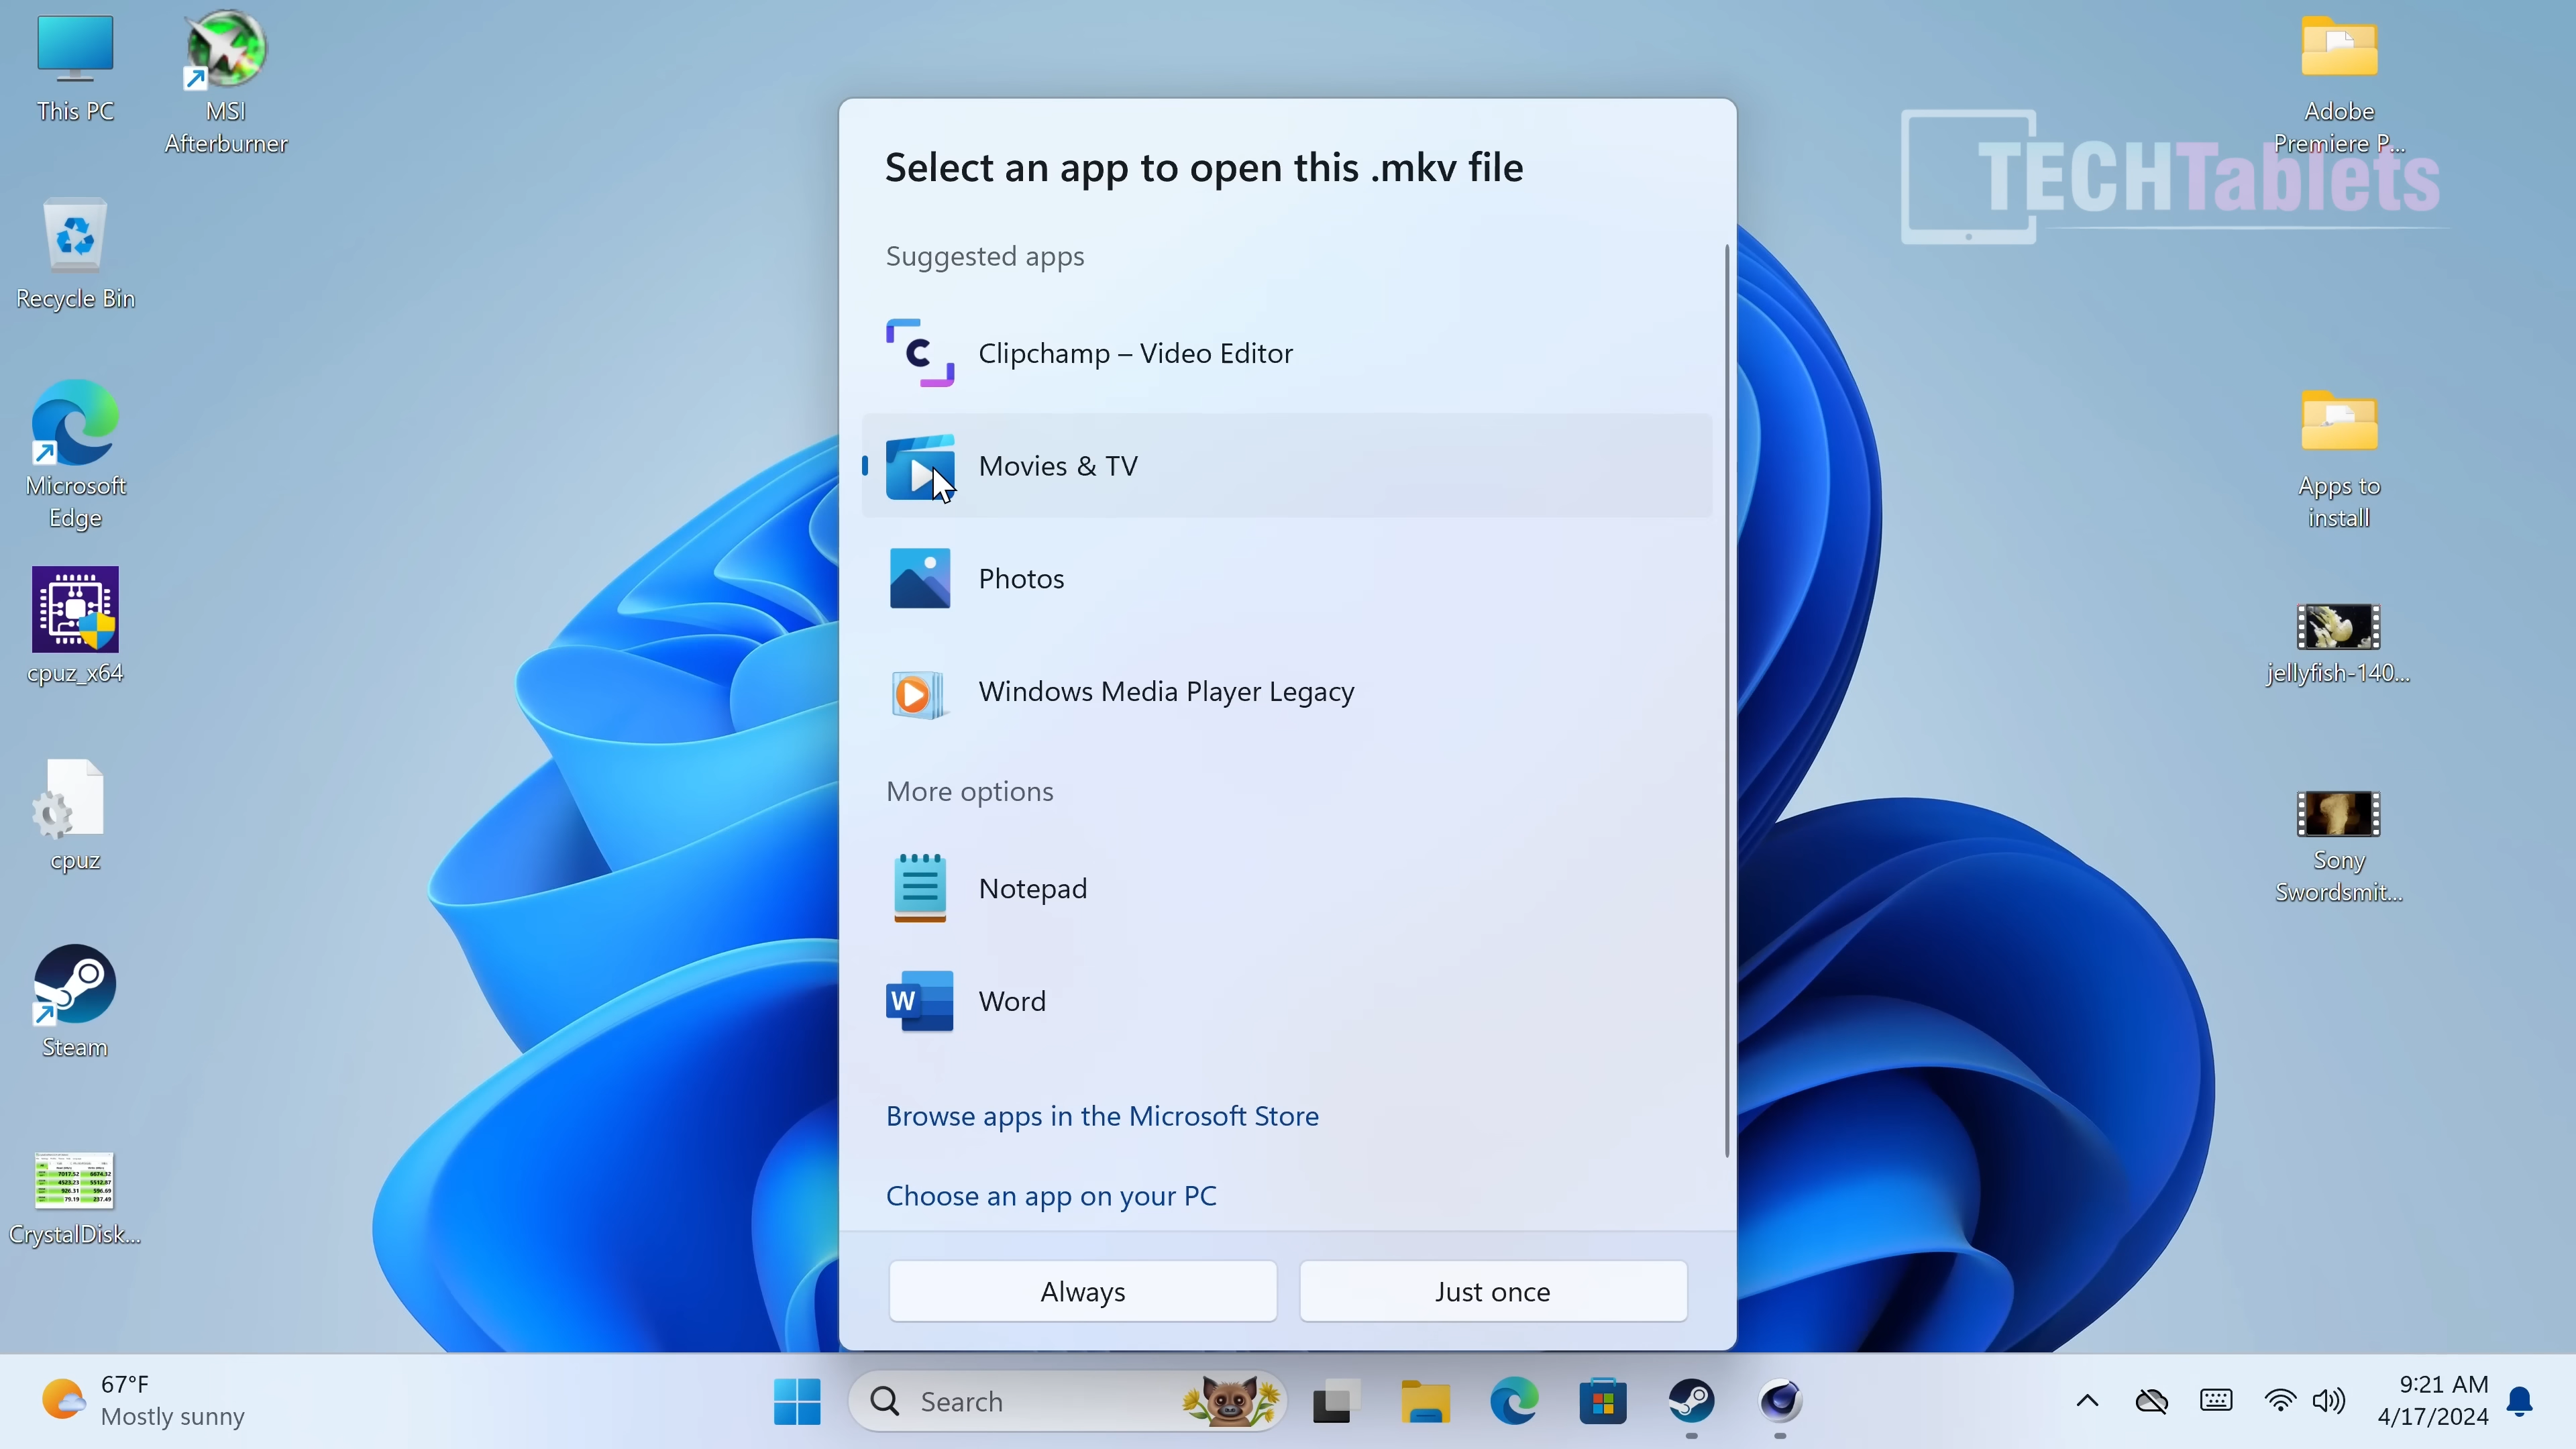 This PC
MSI
Afterburner
Recycle Bin
Microsoft
Edge
cpuz_x64
cpuz
Steam
CrystalDisk...
Select an app to open this .mkv file
Suggested apps
Clipchamp – Video Editor
Movies & TV
Photos
Windows Media Player Legacy
More options
Notepad
W
Word
Browse apps in the Microsoft Store
Choose an app on your PC
Always
Just once
Adobe
Premiere P...
TECHTablets
Apps to
install
jellyfish-140...
Sony
Swordsmit...
67°F
Mostly sunny
Search
9:21 AM
4/17/2024